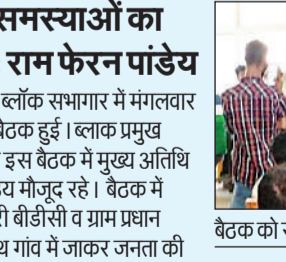 समस्याओं का
राम फेरन पांडेय
ब्लॉक सभागार में मंगलवार
बैठक हुई। ब्लाक प्रमुख
इस बैठक में मुख्य अतिथि
मौजूद रहे। बैठक में
बीडीसी व ग्राम प्रधान
गांव में जाकर जनता की
बैठक को